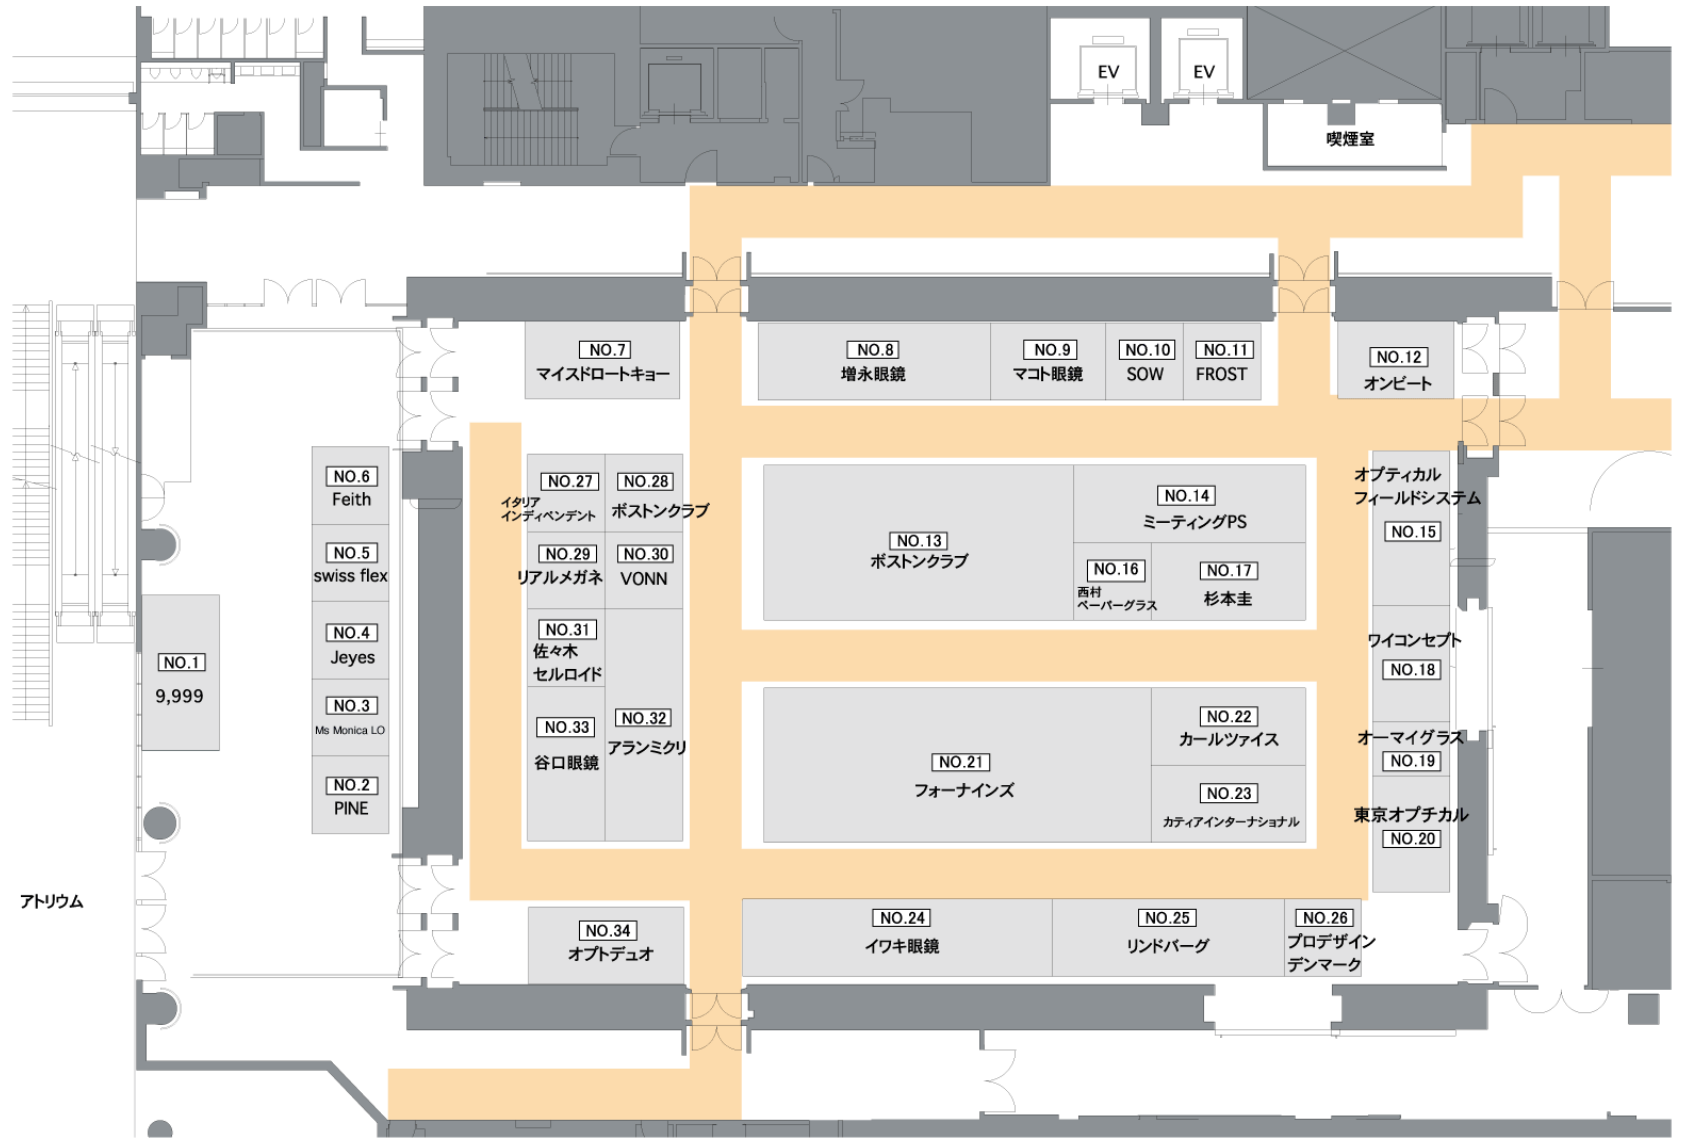 EV
EV
喫煙室
NO.7
マイスドロートキョー
NO.8
増永眼鏡
NO.9
マコト眼鏡
NO.10
SOW
NO.11
FROST
NO.12
オンビート
NO.6
Feith
NO.5
swiss flex
NO.4
Jeyes
NO.3
Ms Monica LO
NO.2
PINE
NO.1
9,999
NO.27
イタリア
インディペンデント
NO.28
ボストンクラブ
NO.29
リアルメガネ
NO.30
VONN
NO.31
佐々木
セルロイド
NO.32
アランミクリ
NO.33
谷口眼鏡
NO.13
ボストンクラブ
NO.14
ミーティングPS
NO.16
西村
ペーパーグラス
NO.17
杉本圭
オプティカル
フィールドシステム
NO.15
ワイコンセプト
NO.18
オーマイグラス
NO.19
東京オプチカル
NO.20
NO.21
フォーナインズ
NO.22
カールツァイス
NO.23
カティアインターナショナル
アトリウム
NO.34
オプトデュオ
NO.24
イワキ眼鏡
NO.25
リンドバーグ
NO.26
プロデザイン
デンマーク